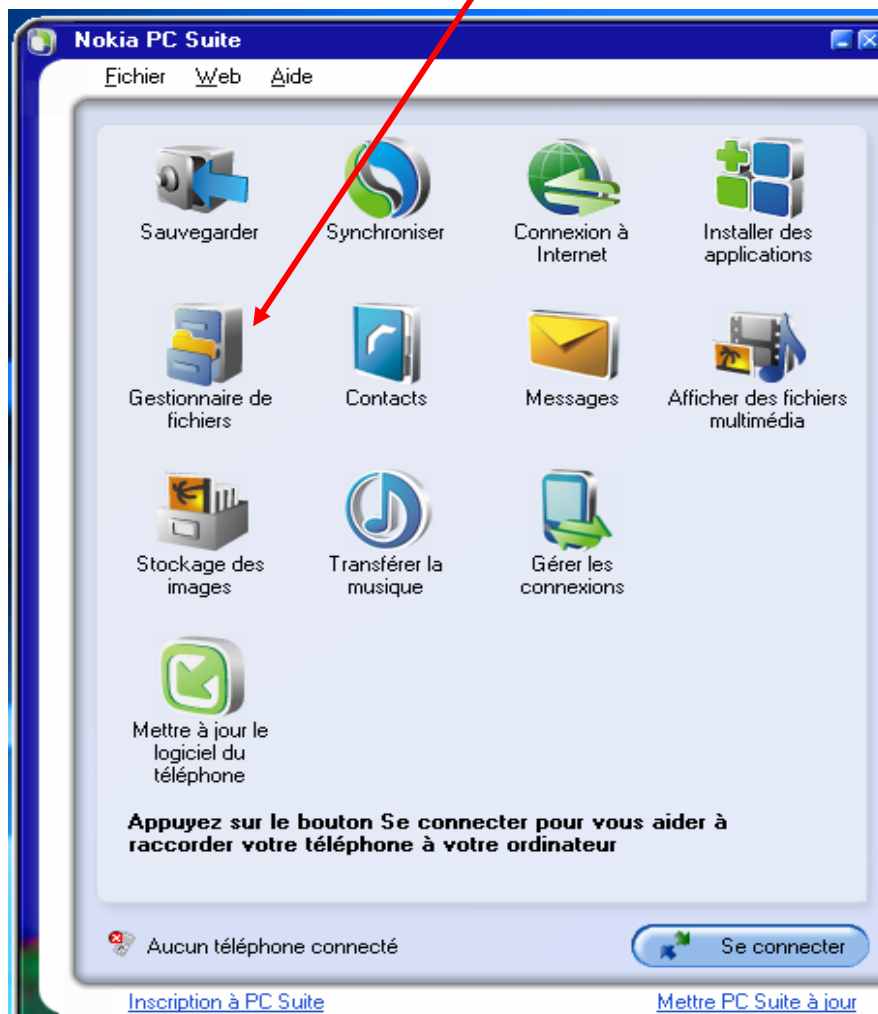 Nokia PC Suite
Fichier Web Aide
Sauvegarder
Synchroniser
Connexion à
Internet
Installer des
applications
Gestionnaire de
fichiers
Contacts
Messages
Afficher des fichiers
multimédia
Stockage des
images
Transférer la
musique
Gérer les
connexions
Mettre à jour le
logiciel du
téléphone
Appuyez sur le bouton Se connecter pour vous aider à
raccorder votre téléphone à votre ordinateur
Aucun téléphone connecté
Se connecter
Inscription à PC Suite
Mettre PC Suite à jour